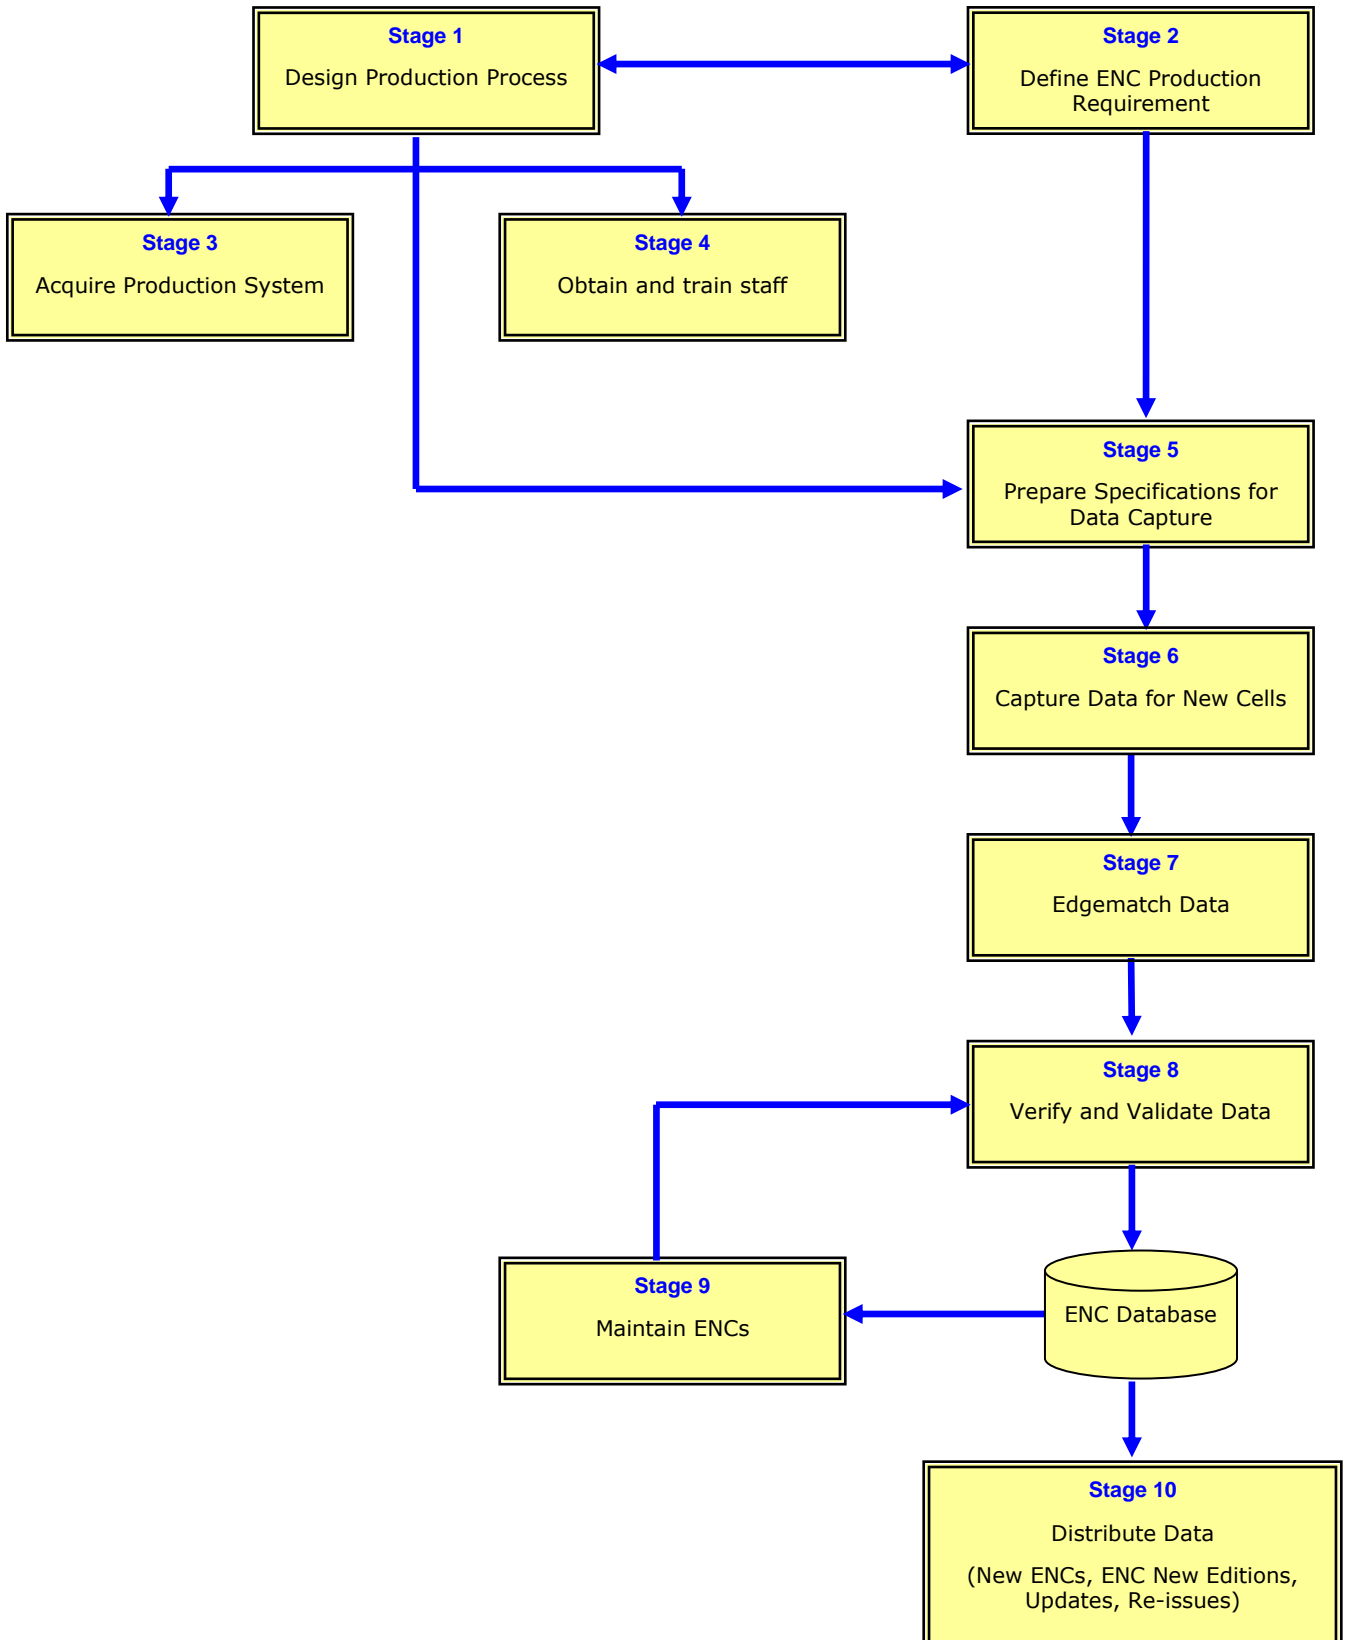 Stage 1
Design Production Process
Stage 2
Define ENC Production
Requirement
Stage 3
Acquire Production System
Stage 4
Obtain and train staff
Stage 5
Prepare Specifications for
Data Capture
Stage 6
Capture Data for New Cells
Stage 7
Edgematch Data
Stage 8
Verify and Validate Data
Stage 9
Maintain ENCs
ENC Database
Stage 10
Distribute Data
(New ENCs, ENC New Editions,
Updates, Re-issues)